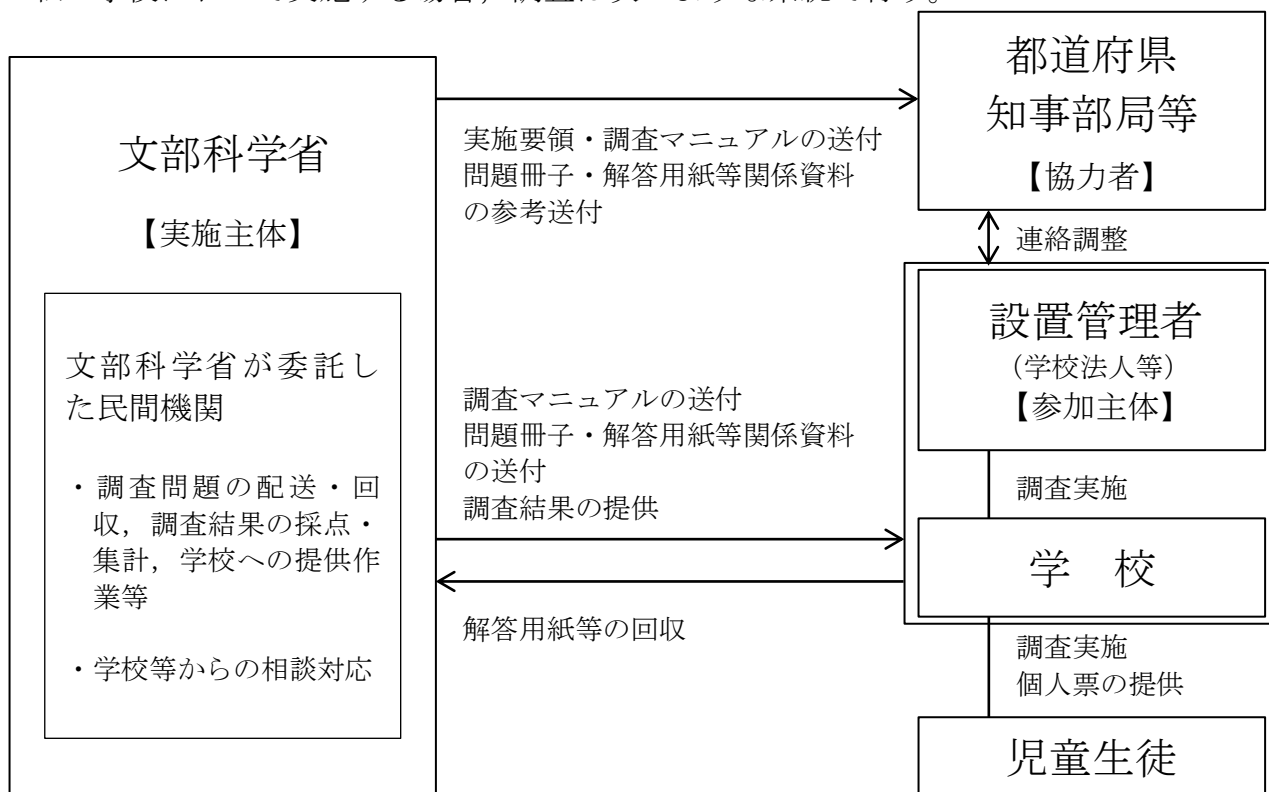 文部科学省
【実施主体】
文部科学省が委託し
た民間機関
・調査問題の配送・回
収，調査結果の採点・
集計，学校への提供作
業等
・学校等からの相談対応
実施要領・調査マニュアルの送付
問題冊子・解答用紙等関係資料
の参考送付
調査マニュアルの送付
問題冊子・解答用紙等関係資料
の送付
調査結果の提供
解答用紙等の回収
都道府県
知事部局等
【協力者】
連絡調整
設置管理者
（学校法人等）
【参加主体】
調査実施
学　校
調査実施
個人票の提供
児童生徒